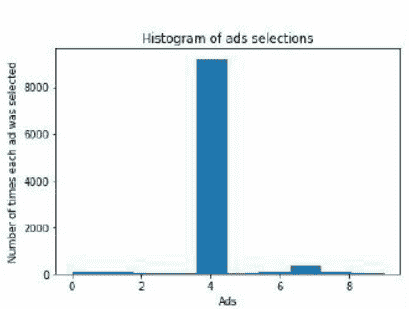 Histogram of ads selections
Number of times each ad was selected
8000
6000
4000
2000
0
0 2 4 6 8
Ads